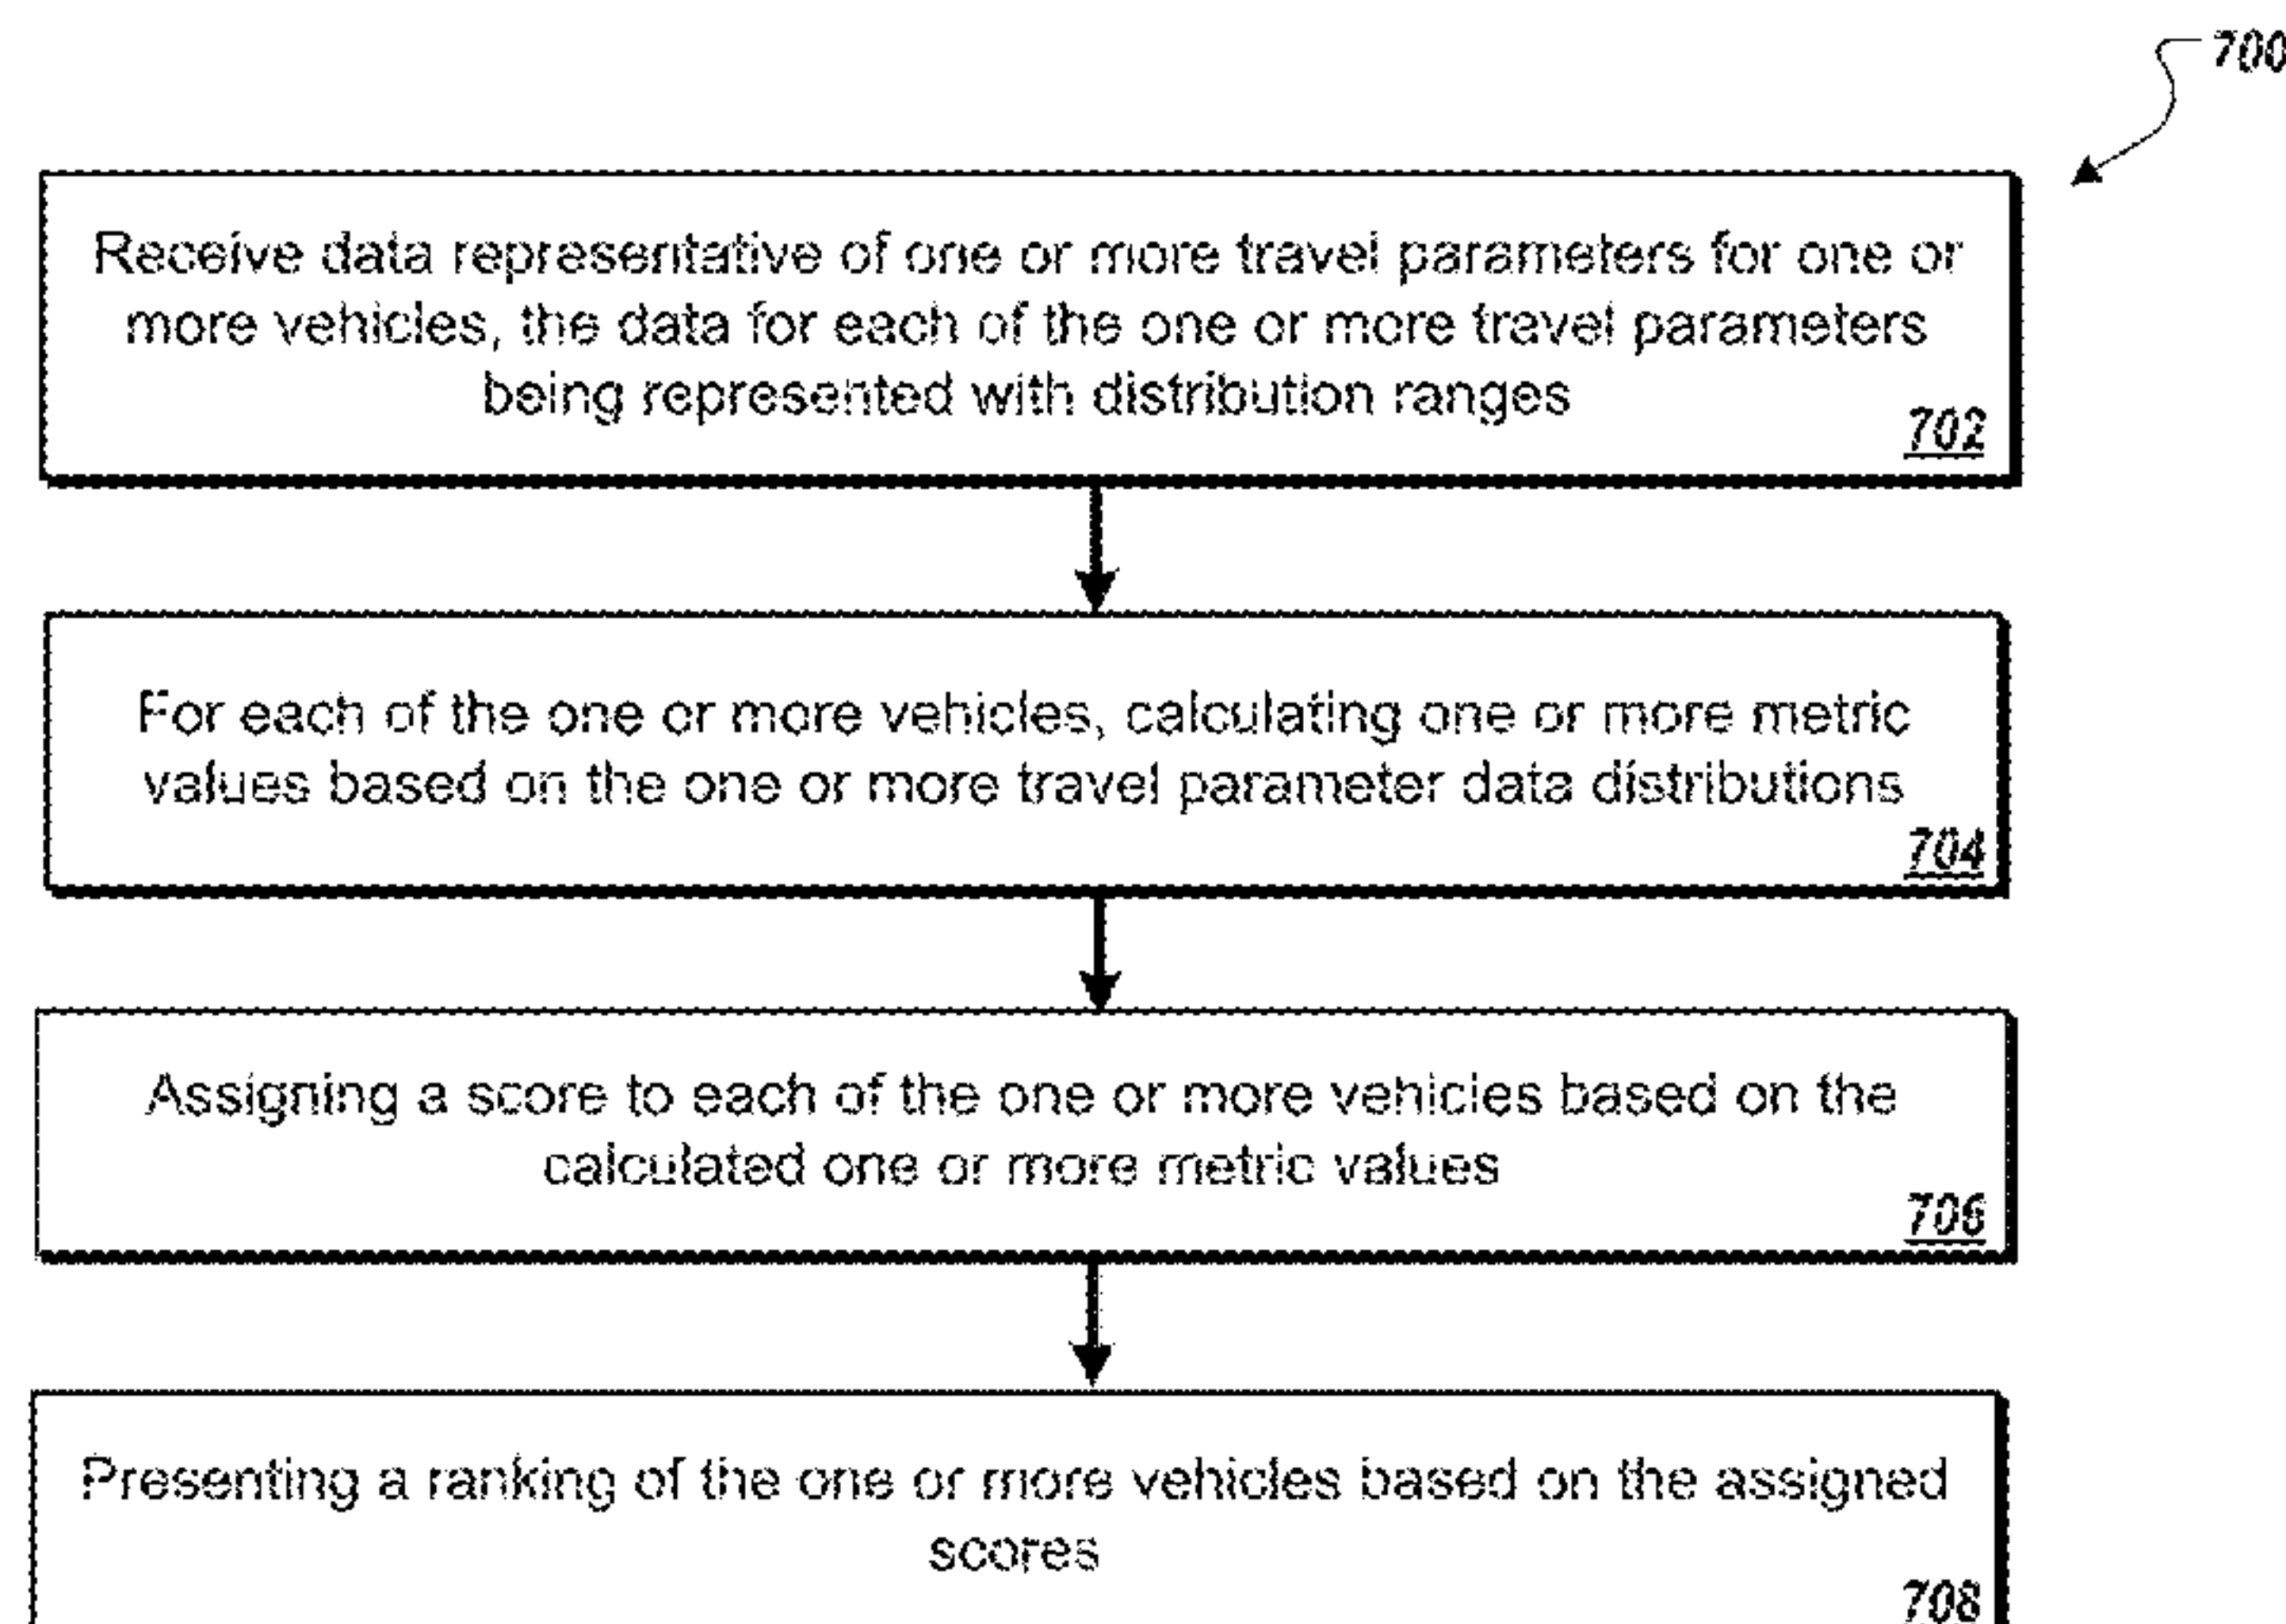 700
Receive data representative of one or more travel parameters for one or
more vehicles, the data for each of the one or more travel parameters
being represented with distribution ranges
702
For each of the one or more vehicles, calculating one or more metric
values based on the one or more travel parameter data distributions
704
Assigning a score to each of the one or more vehicles based on the
calculated one or more metric values
706
Presenting a ranking of the one or more vehicles based on the assigned
scores
708